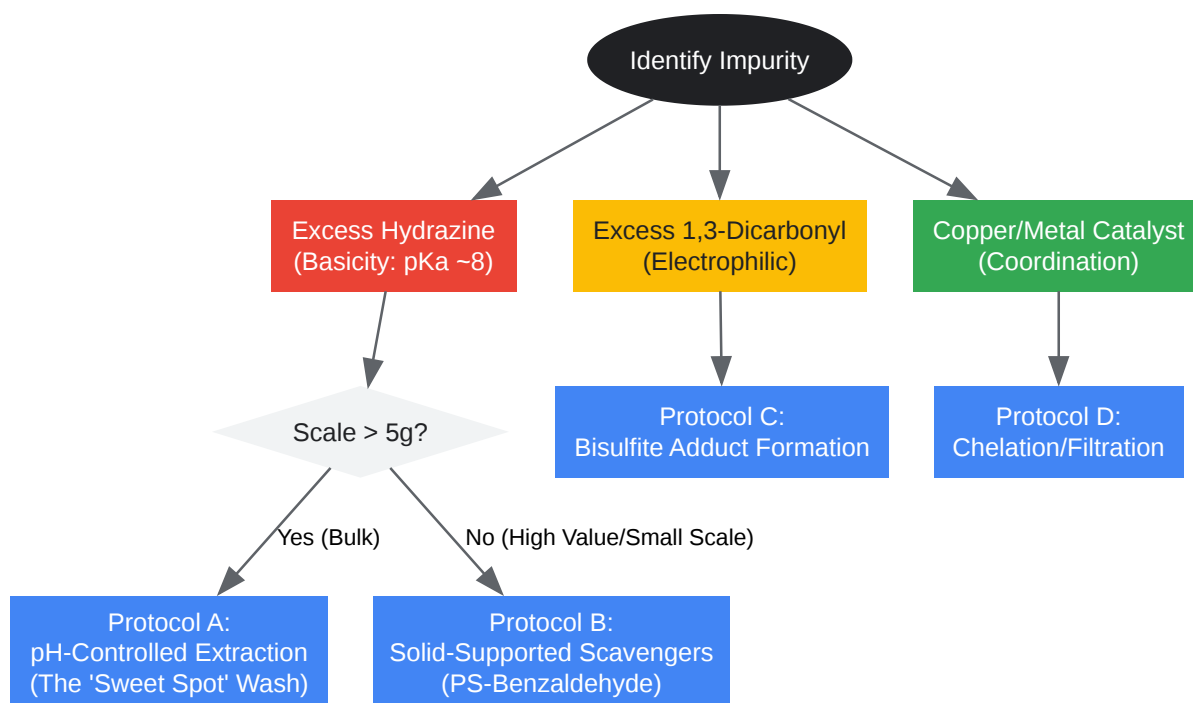 Identify Impurity
Excess Hydrazine
(Basicity: pKa ~8)
Excess 1,3-Dicarbonyl
(Electrophilic)
Copper/Metal Catalyst
(Coordination)
Scale > 5g?
Protocol C:
Bisulfite Adduct Formation
Protocol D:
Chelation/Filtration
Yes (Bulk)
No (High Value/Small Scale)
Protocol A:
pH-Controlled Extraction
(The 'Sweet Spot' Wash)
Protocol B:
Solid-Supported Scavengers
(PS-Benzaldehyde)